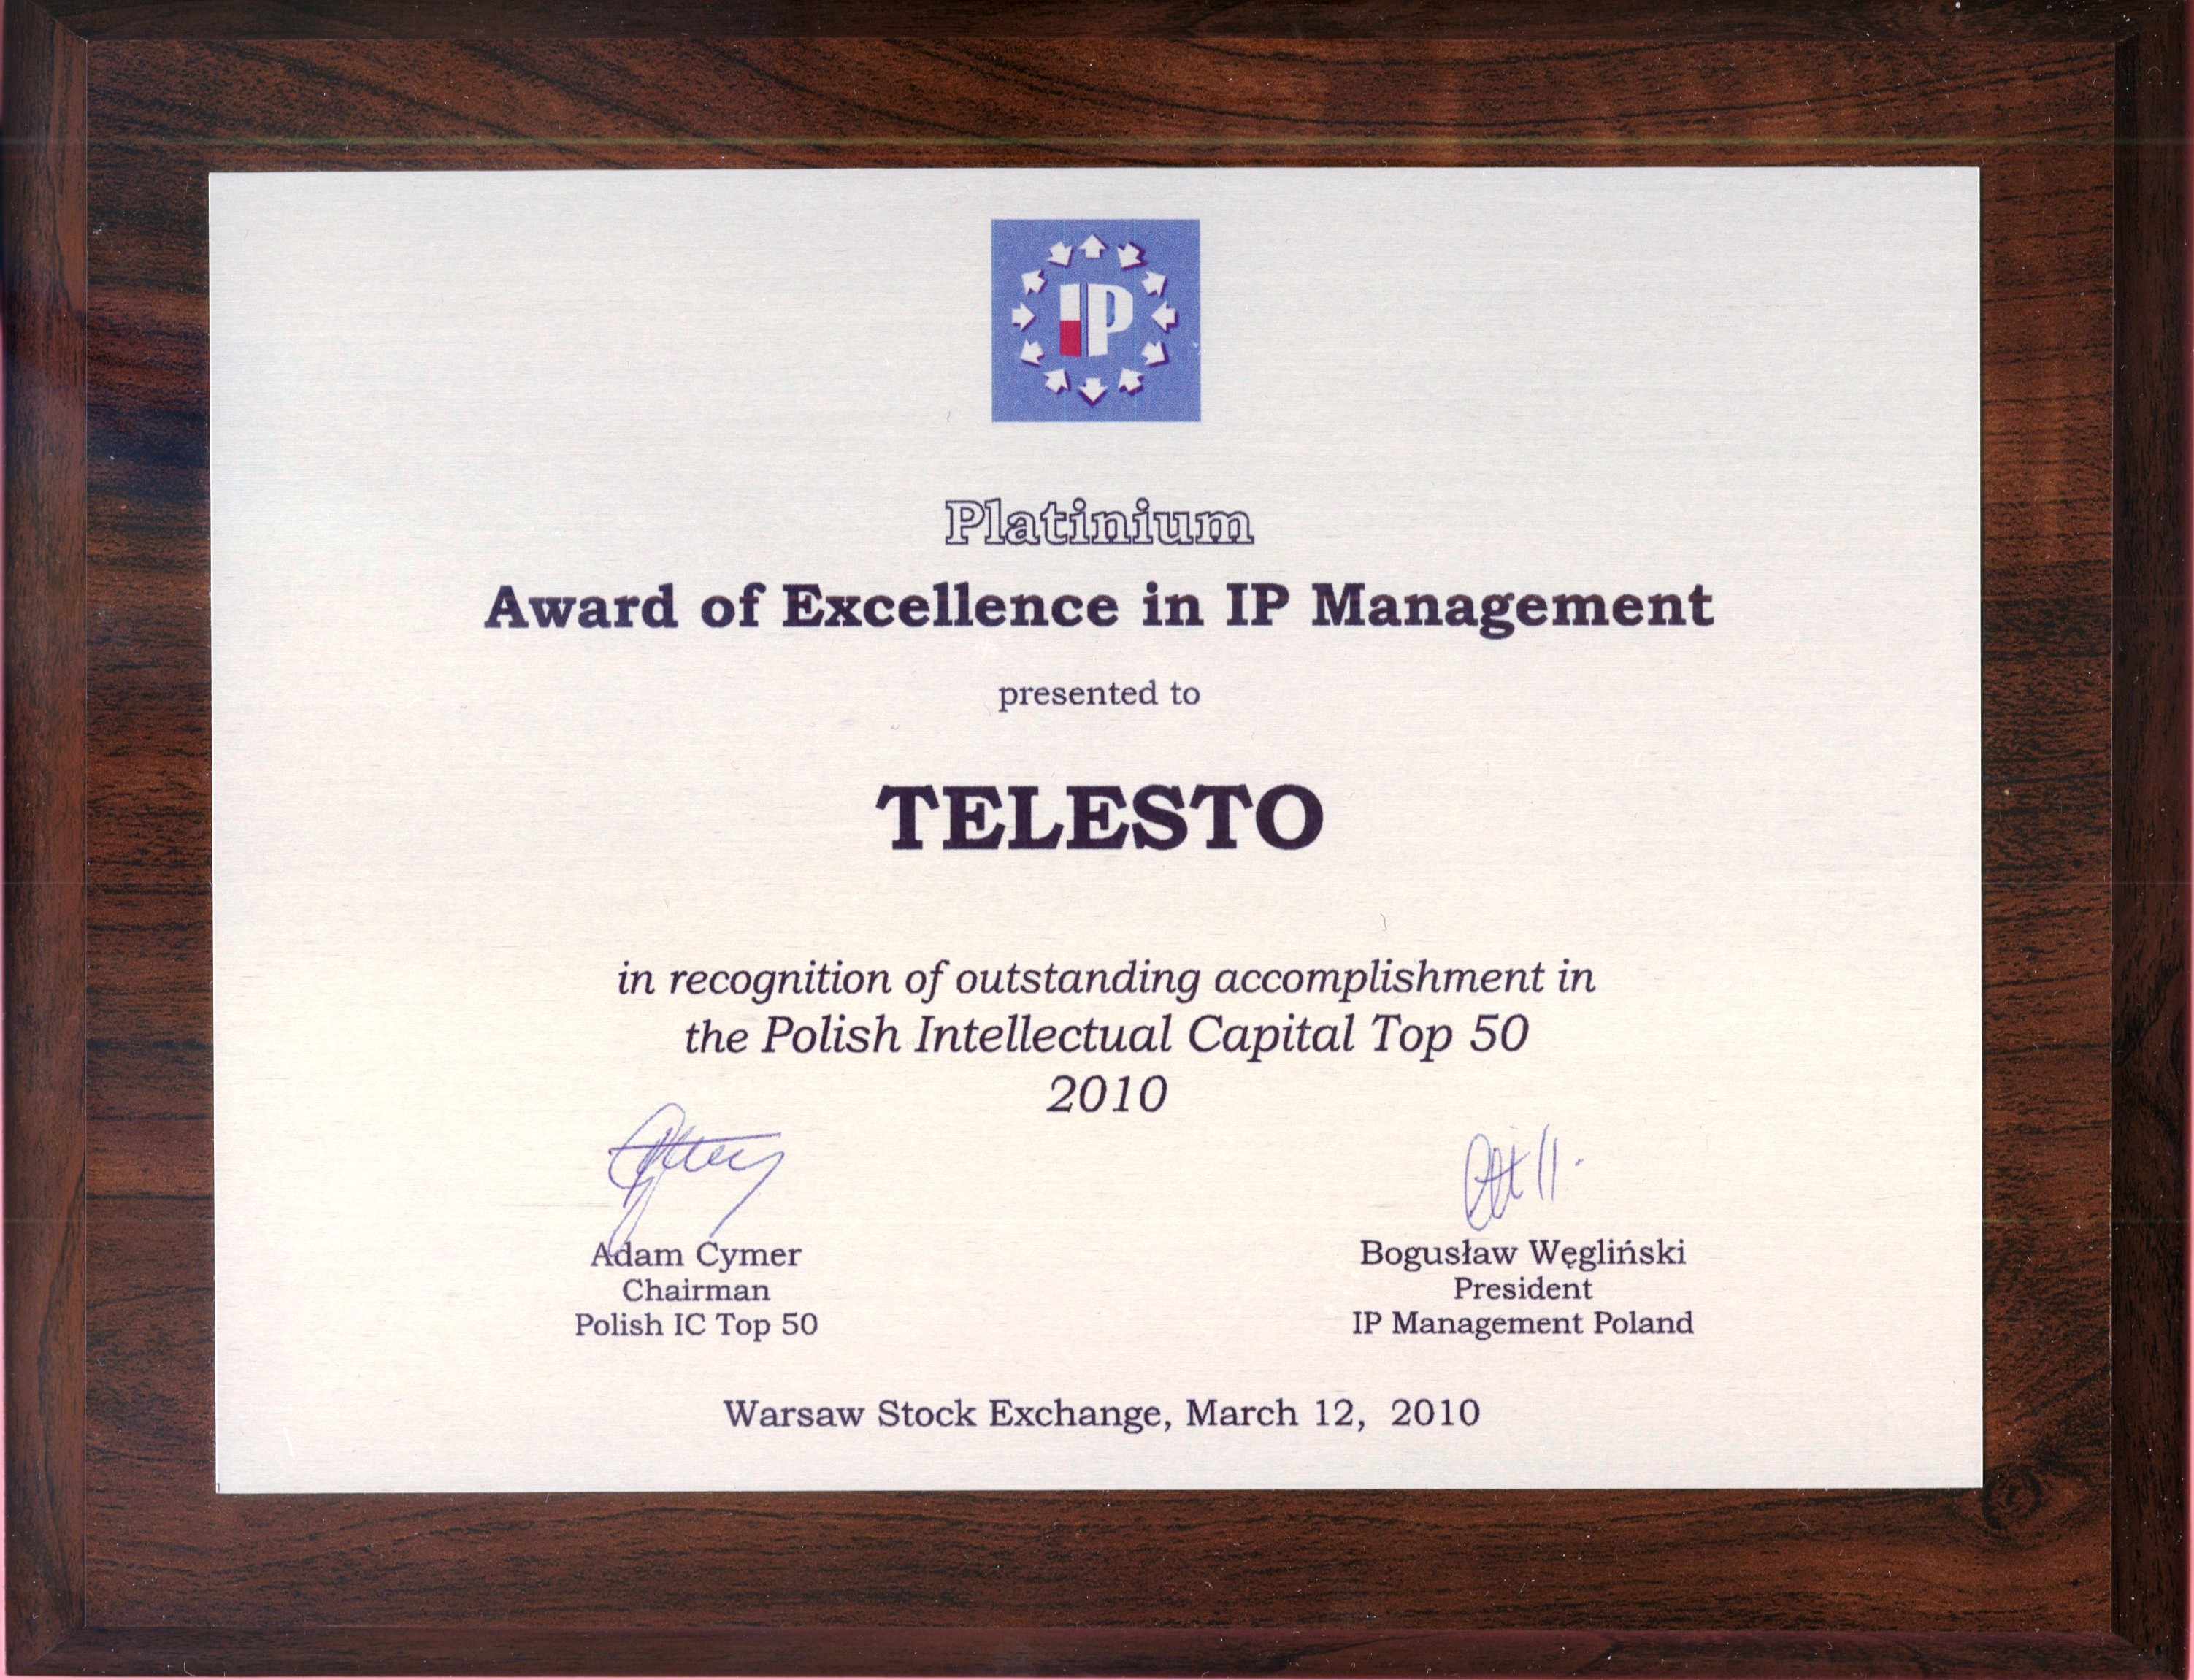 IP
Platinium
Award of Excellence in IP Management
presented to
TELESTO
in recognition of outstanding accomplishment in
the Polish Intellectual Capital Top 50
2010
Adam Cymer
Chairman
Polish IC Top 50
Bogusław Węgliński
President
IP Management Poland
Warsaw Stock Exchange, March 12, 2010